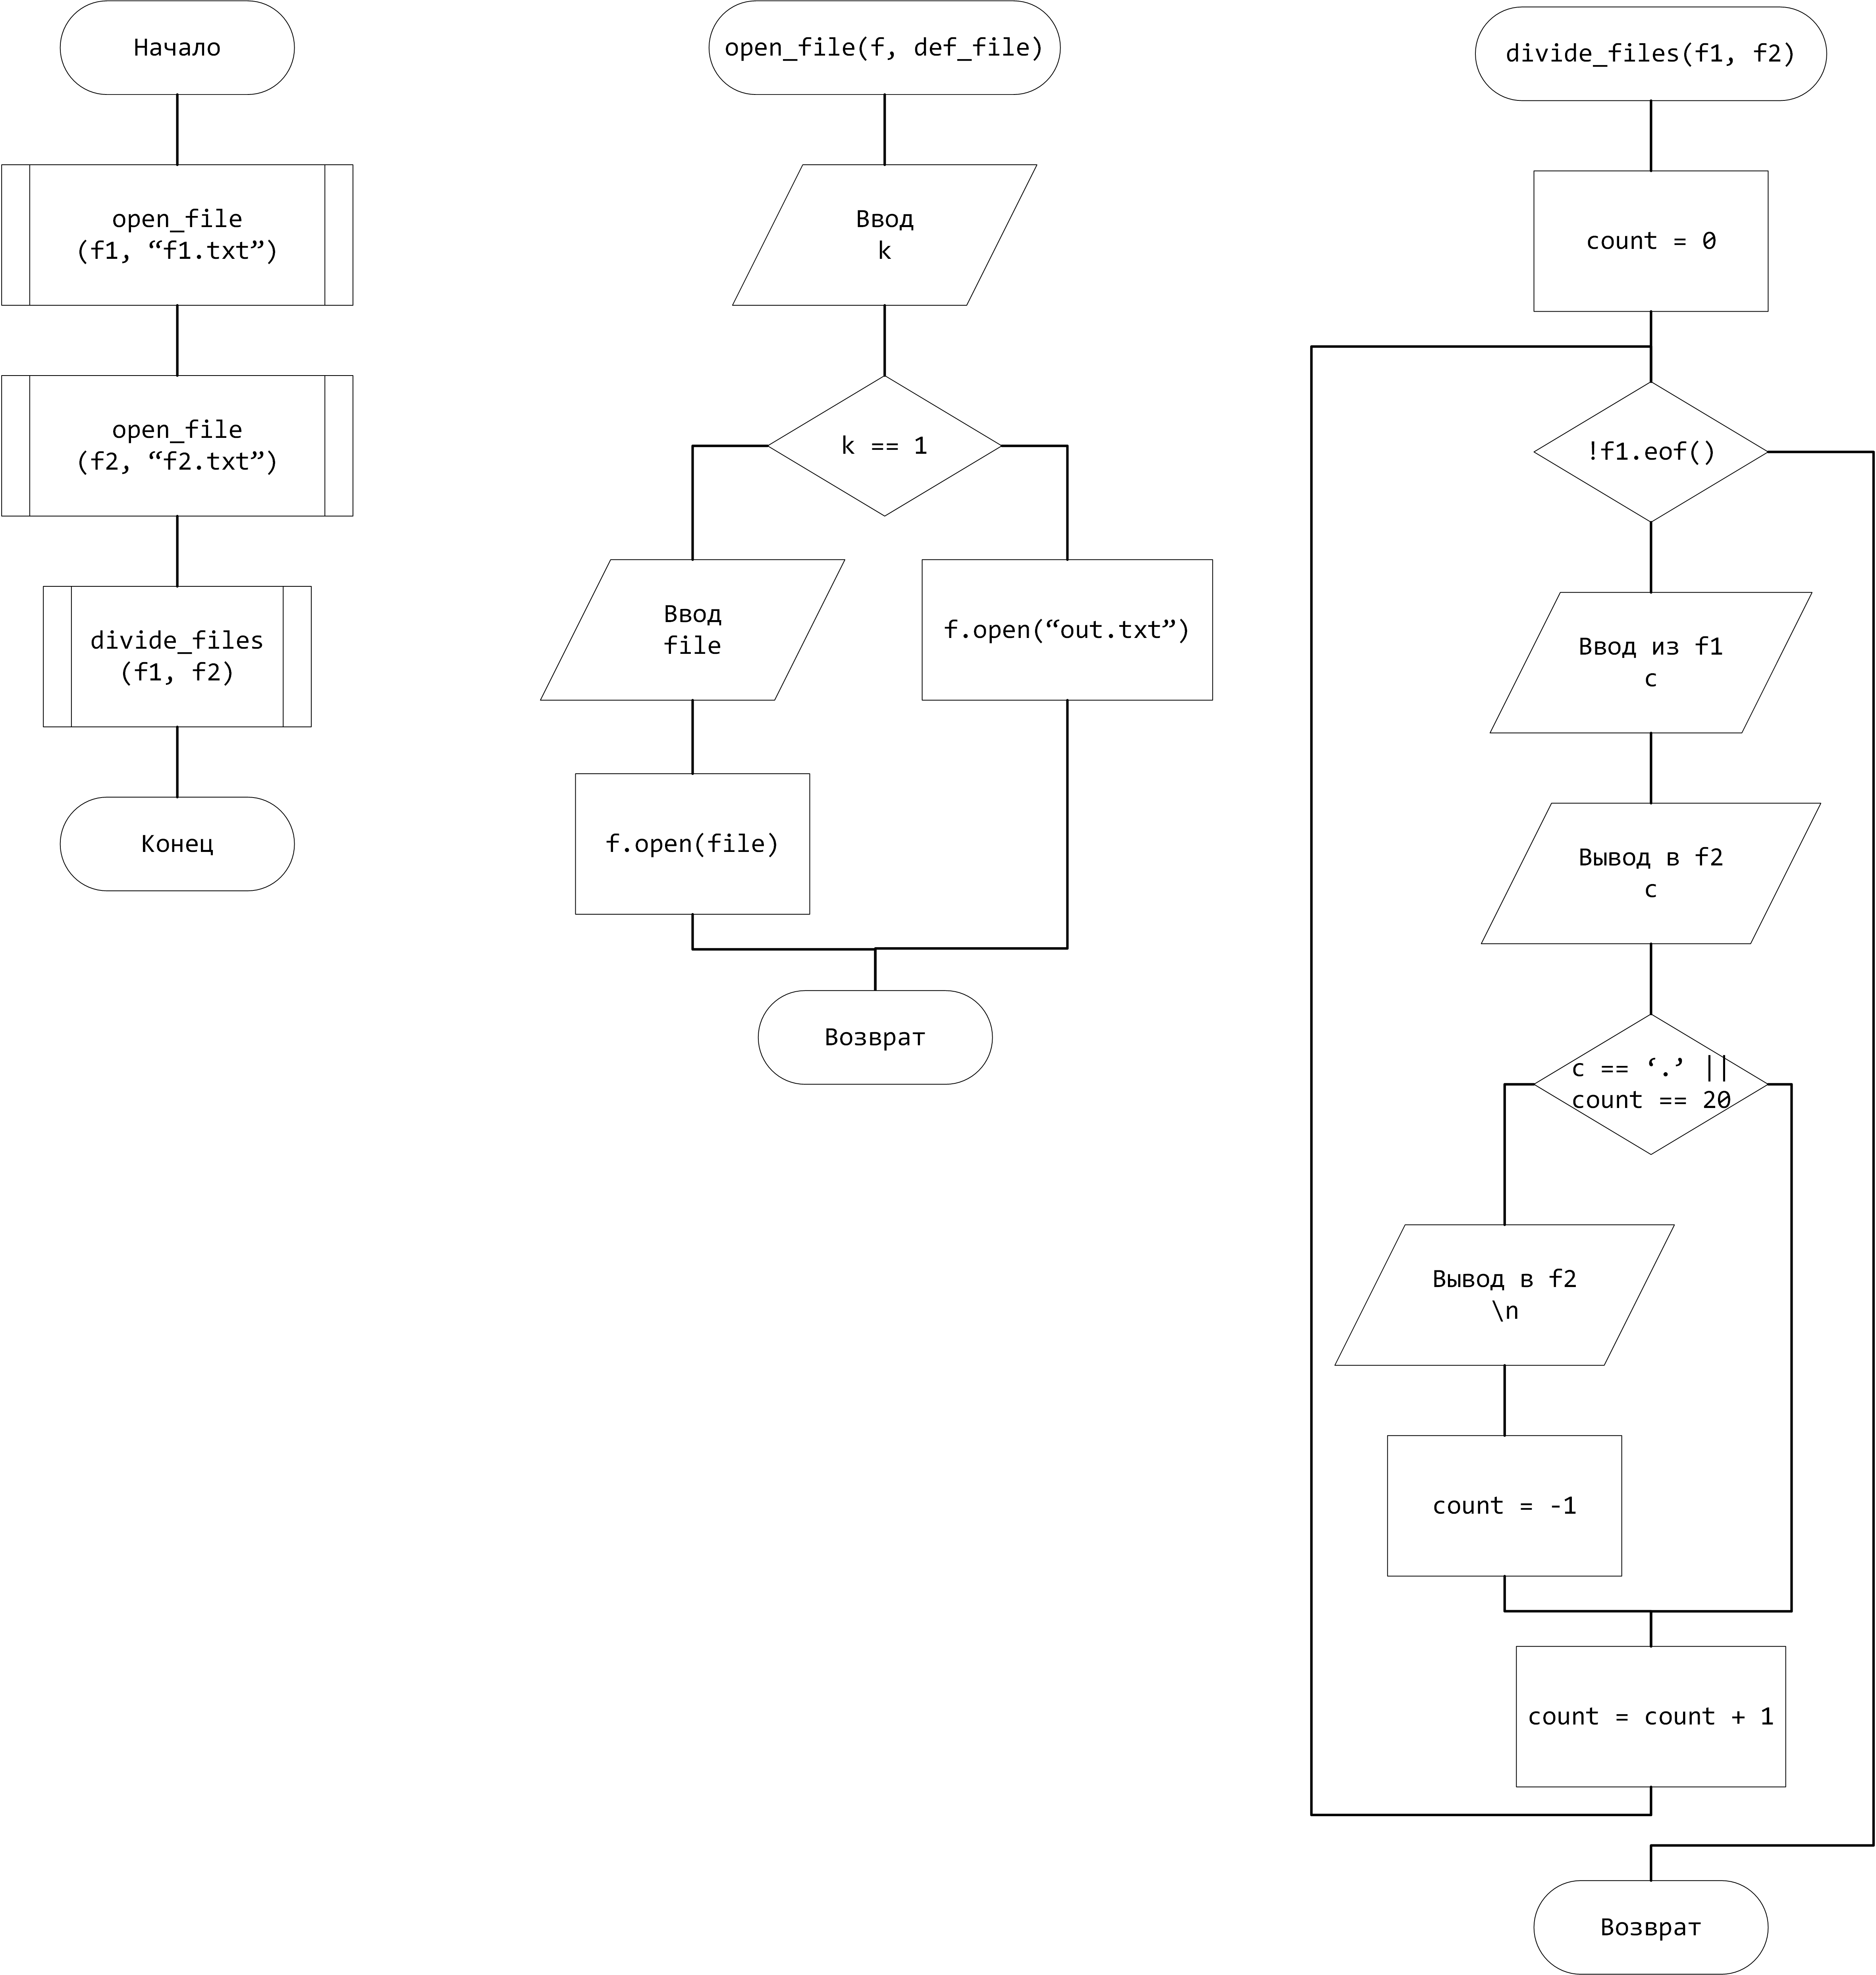 Начало
open_file
(f1, “f1.txt”)
open_file
(f2, “f2.txt”)
divide_files
(f1, f2)
Конец
open_file(f, def_file)
Ввод
k
k == 1
Ввод
file
f.open(“out.txt”)
f.open(file)
Возврат
divide_files(f1, f2)
count = 0
!f1.eof()
Ввод из f1
c
Вывод в f2
c
c == ‘.’ ||
count == 20
Вывод в f2
\n
count = -1
count = count + 1
Возврат